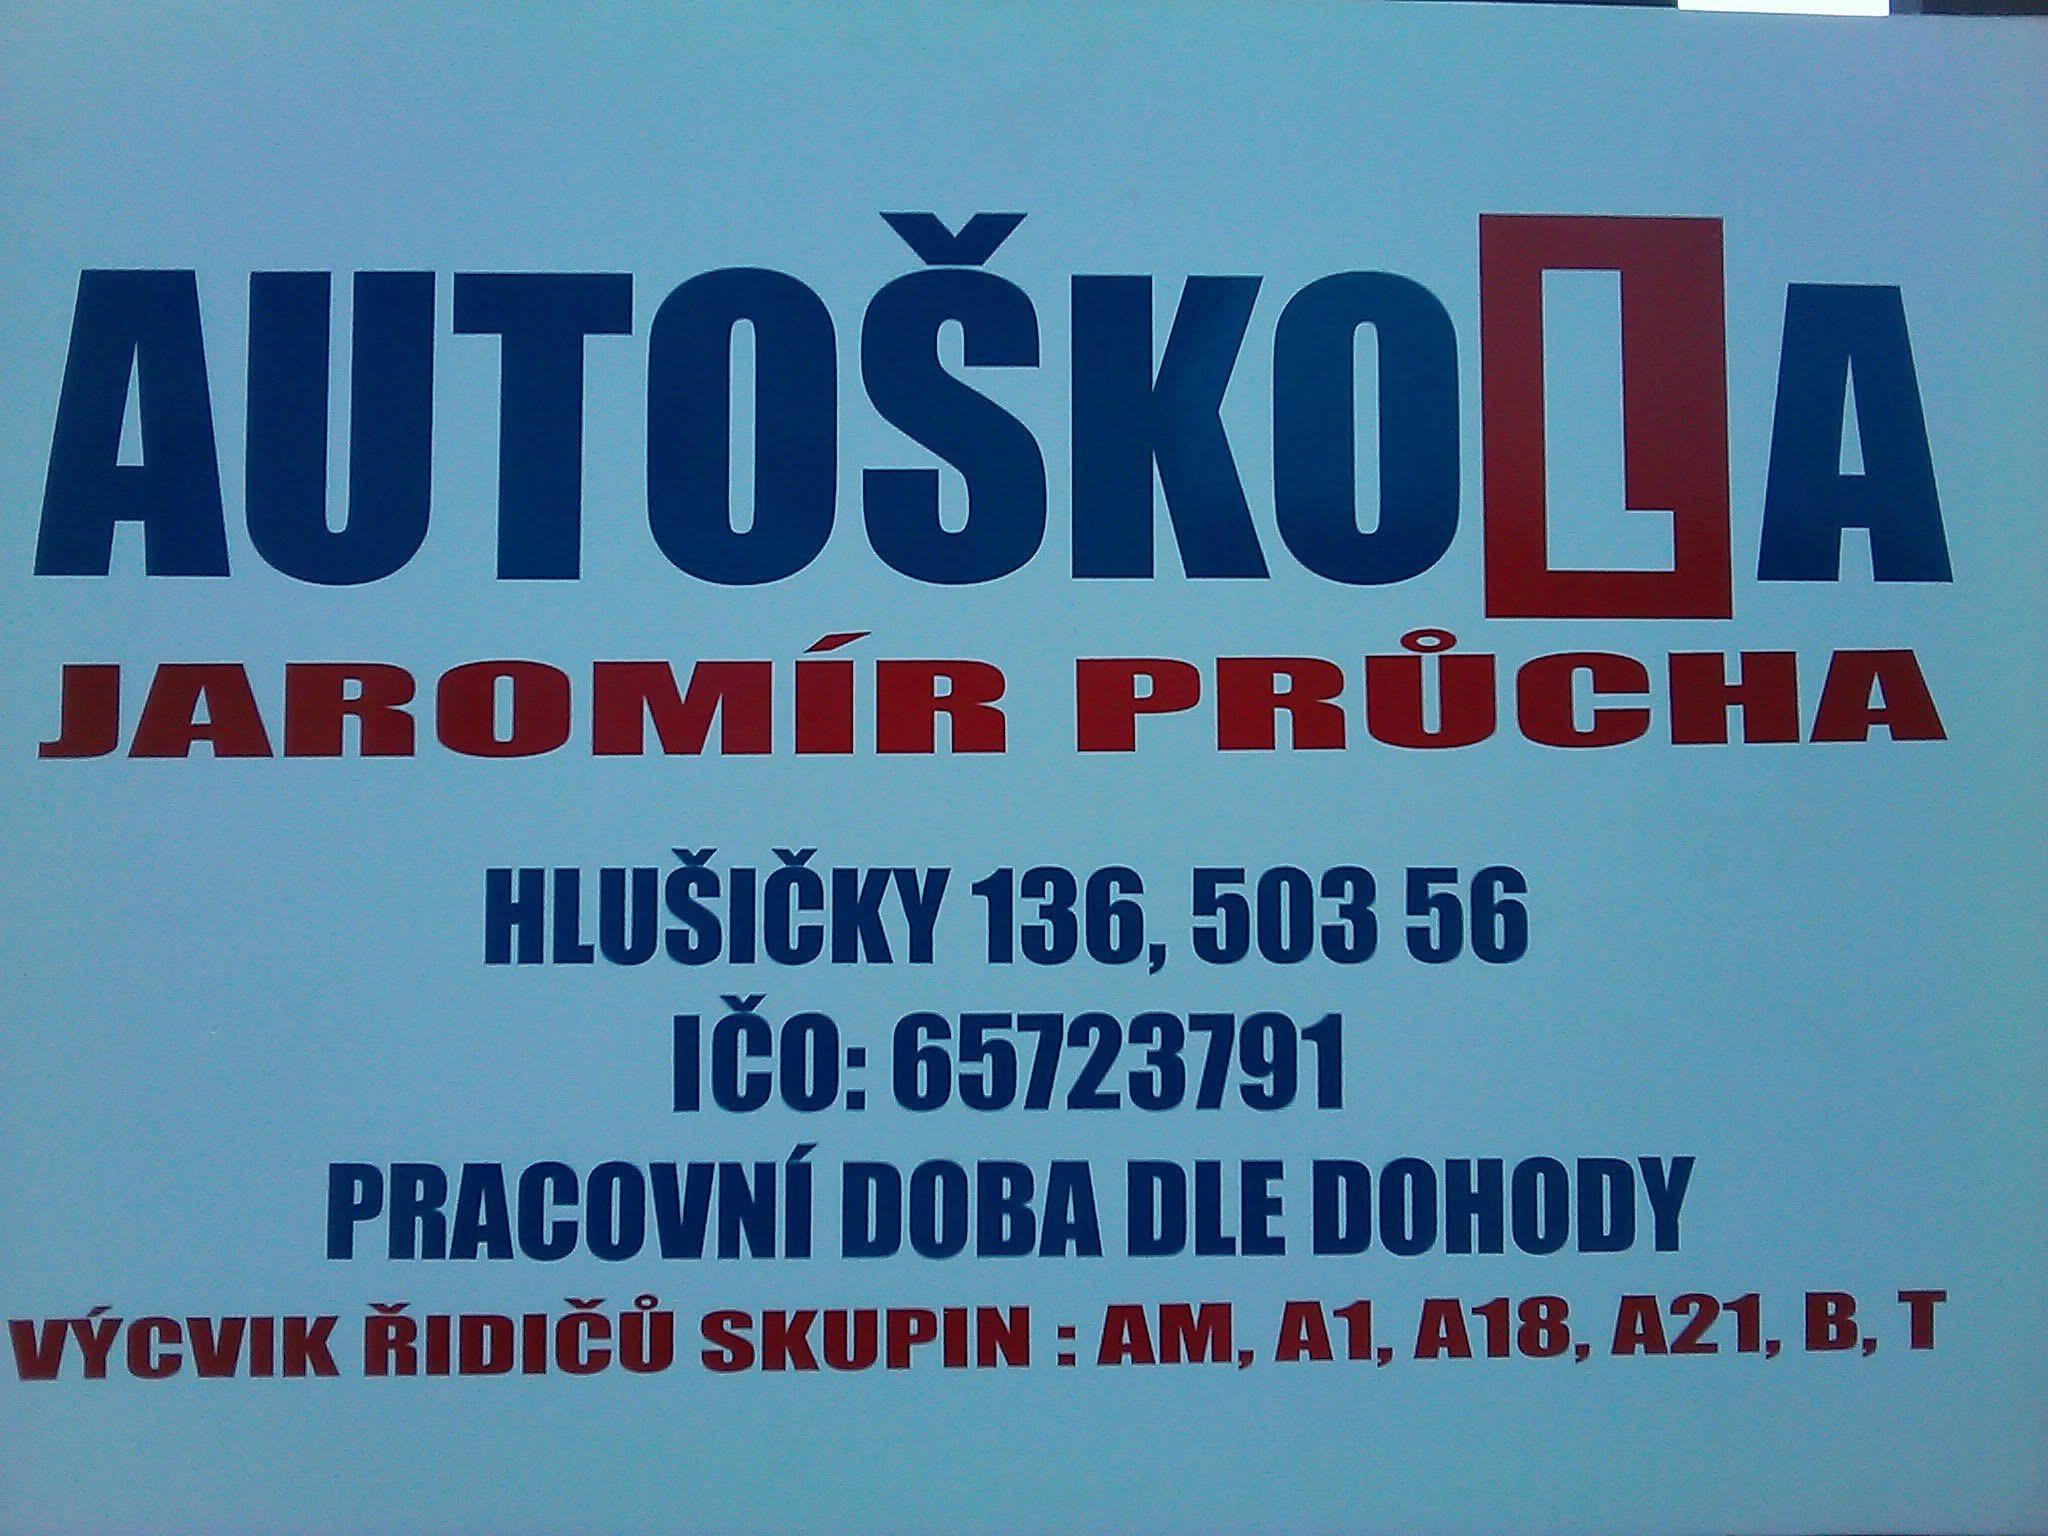 AUTOŠKOLA
JAROMÍR PRŮCHA
HLUŠIČKY 136, 503 56
IČO: 65723791
PRACOVNÍ DOBA DLE DOHODY
VÝCVIK ŘIDIČŮ SKUPIN : AM, A1, A18, A21, B, T